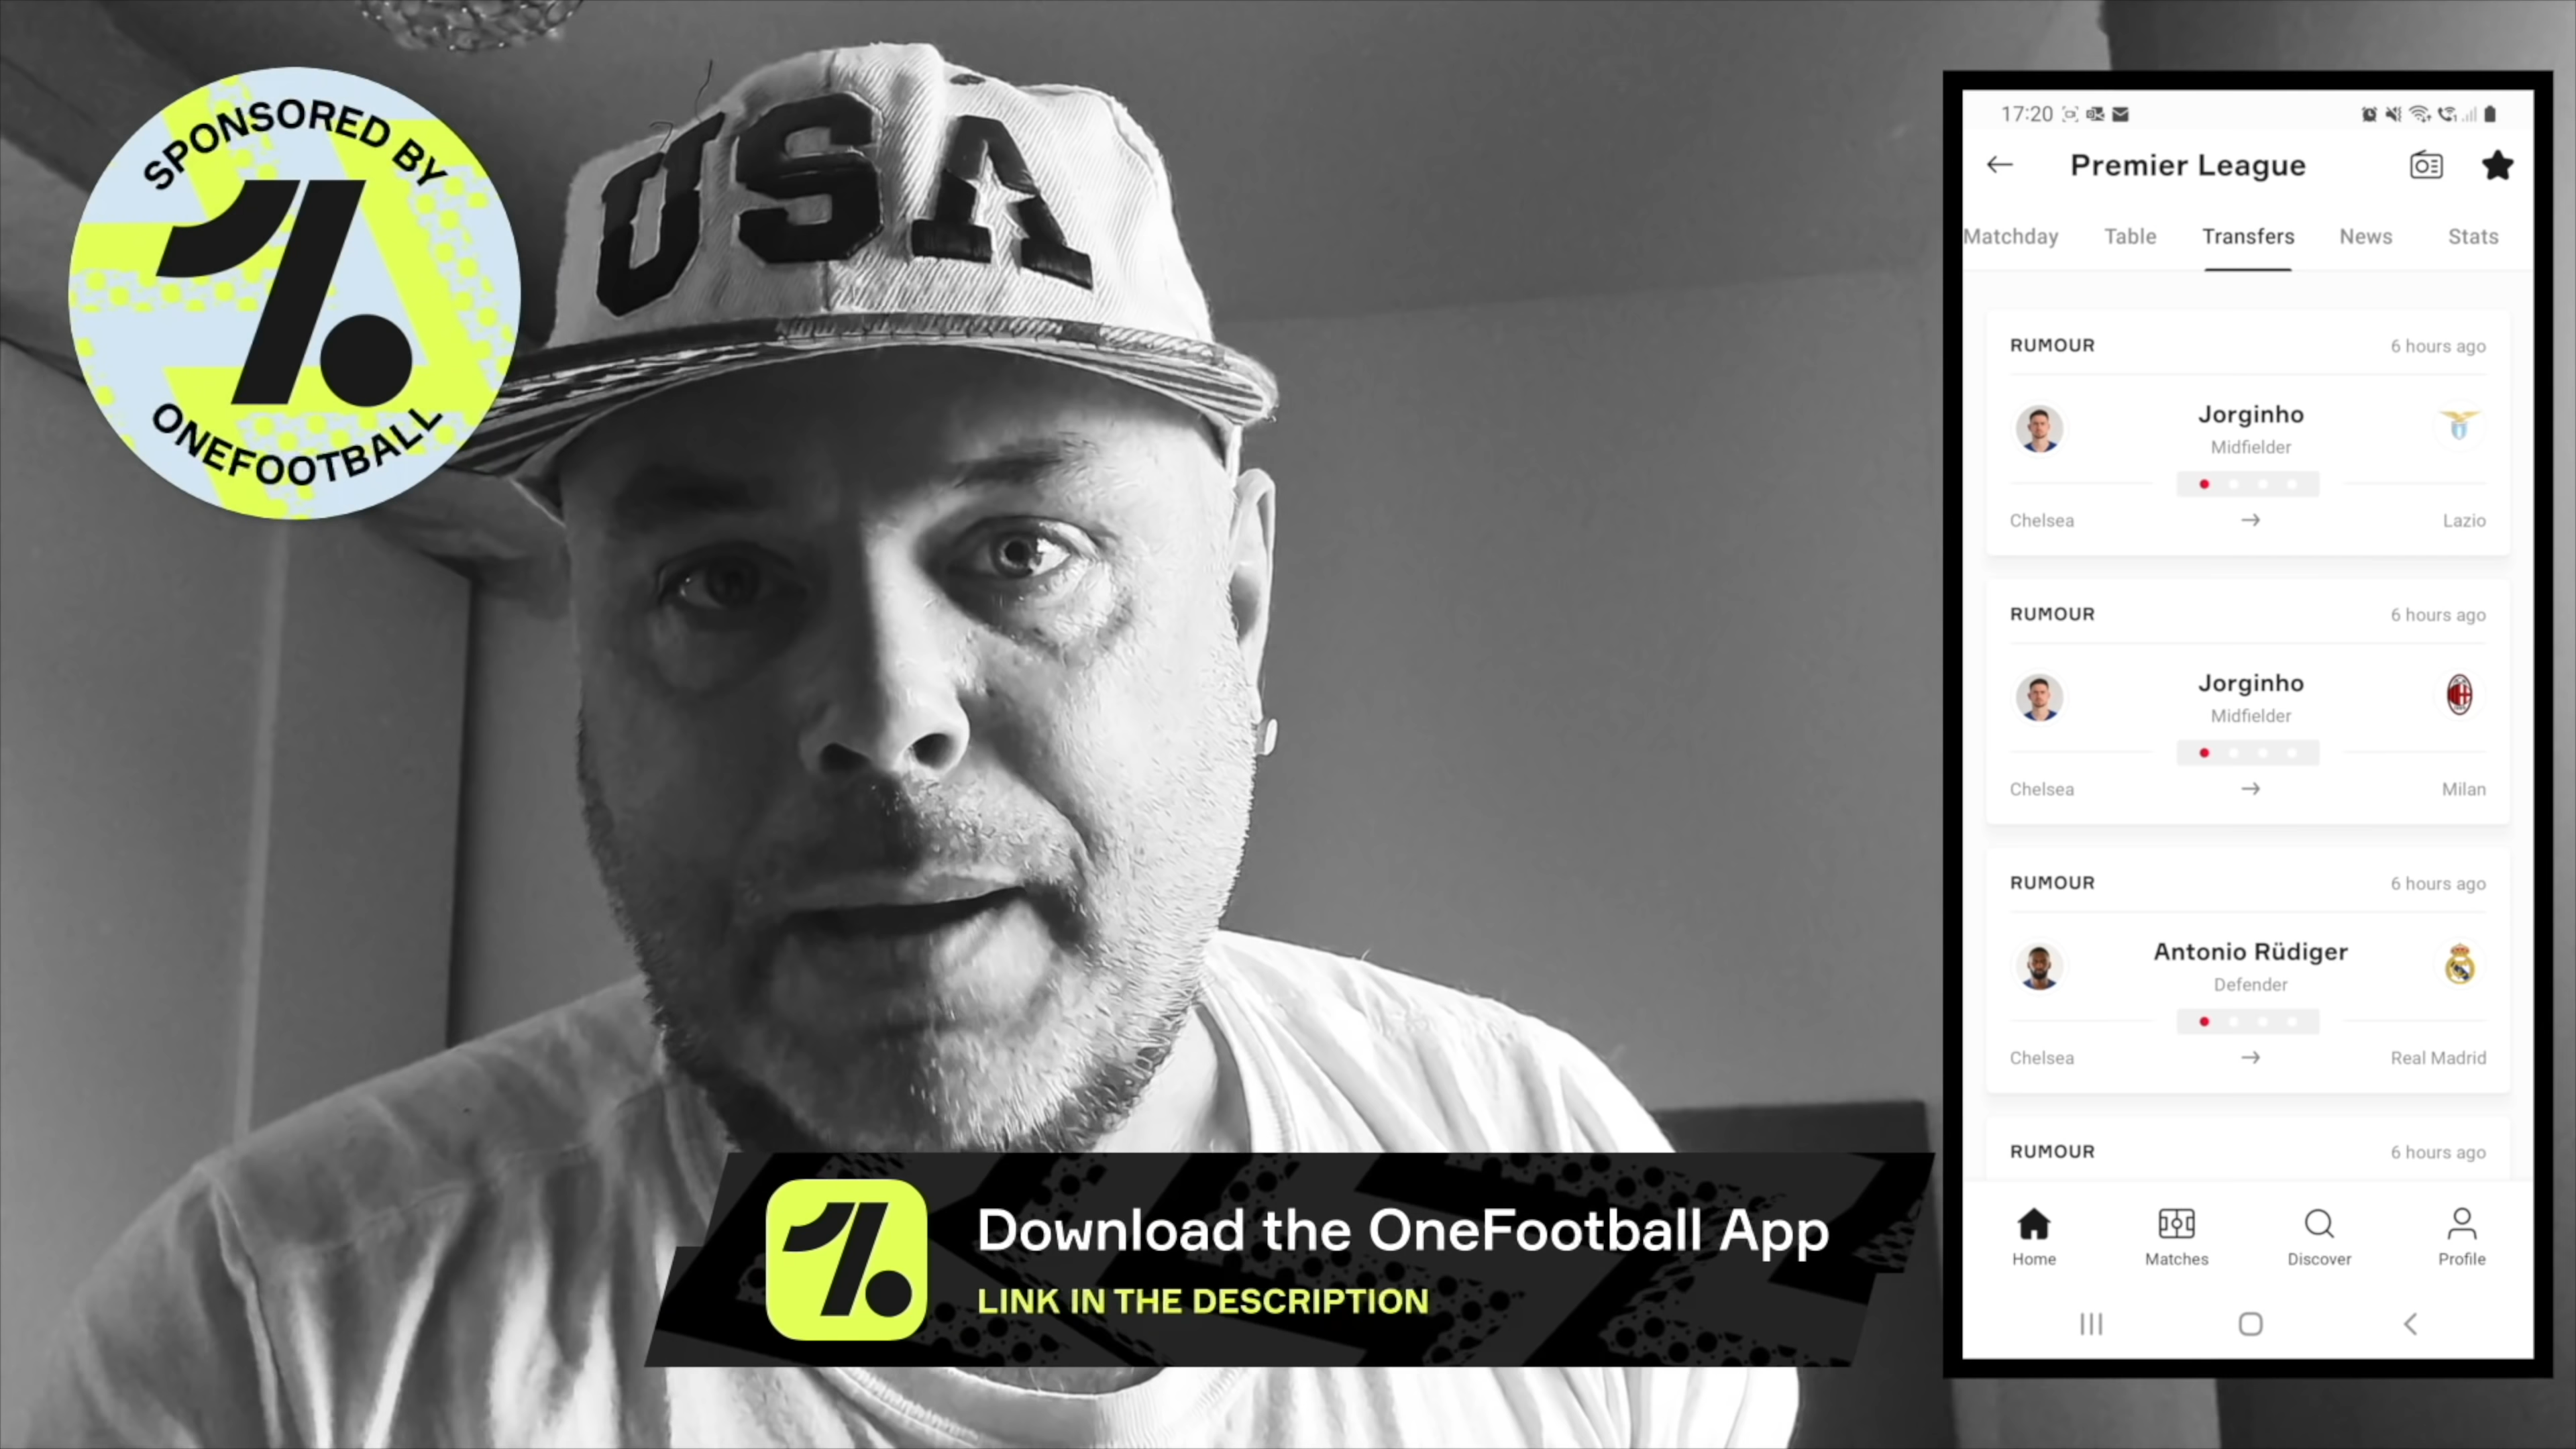 SPONSORED BY
ONEFOOTBALL
USA
17:20
Premier League
Matchday Table Transfers News Stats
RUMOUR 6 hours ago
Jorginho
Midfielder
Chelsea → Lazio
RUMOUR 6 hours ago
Jorginho
Midfielder
Chelsea → Milan
RUMOUR 6 hours ago
Antonio Rüdiger
Defender
Chelsea → Real Madrid
RUMOUR 6 hours ago
Home Matches Discover Profile
Download the OneFootball App
LINK IN THE DESCRIPTION